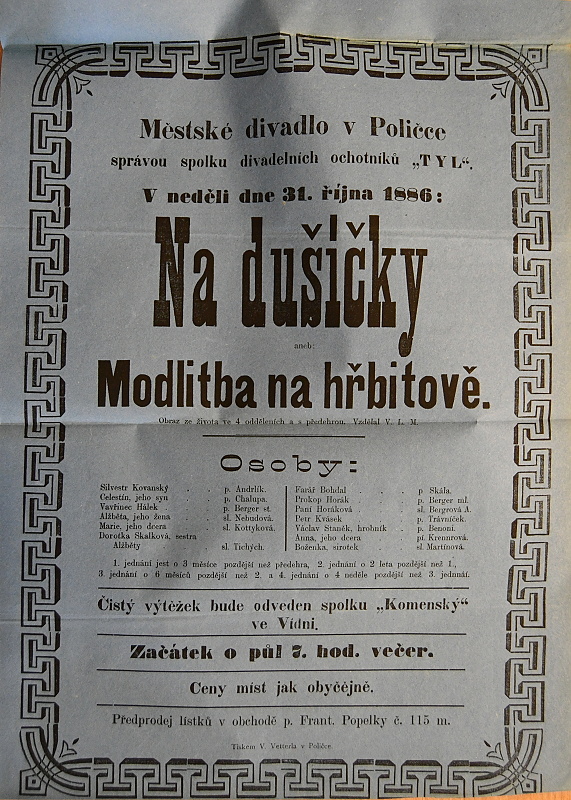 Městské divadlo v Poličce
správou spolku divadelních ochotníků „TYL“.
V neděli dne 31. října 1886:
Na dušičky
aneb:
Modlitba na hřbitově.
Obraz ze života ve 4 odděleních a s předehrou. Vzdělal V. L. M.
Osoby:
Silvestr Kovanský . . p. Andrlík.
Celestin, jeho syn . p. Chalupa.
Vavřinec Hálek . . p. Berger st.
Alžběta, jeho žena . sl. Nebudová.
Marie, jeho dcera . sl. Kottyková.
Dorotka Skalková, sestra
Alžběty . . sl. Tichých.
Farář Bohdal . . . p. Skála.
Prokop Horák . . . p. Berger ml.
Paní Horáková . . . sl. Bergrová A.
Petr Kvásek . . . p. Trávníček.
Václav Staněk, hrobník . p. Benoni.
Anna, jeho dcera . . pí. Krennrová.
Boženka, sirotek . . sl. Martinová.
1. jednání jest o 3 měsíce pozdější než předehra, 2. jednání o 2 leta pozdější než 1.,
3. jednání o 6 měsíců pozdější než 2. a 4. jednání o 4 neděle pozdější než 3. jednání.
Čistý výtěžek bude odveden spolku „Komenský“
ve Vídni.
Začátek o půl 7. hod. večer.
Ceny míst jak obyčejně.
Předprodej lístků v obchodě p. Frant. Popelky č. 115 m.
Tiskem V. Vetterla v Poličce.